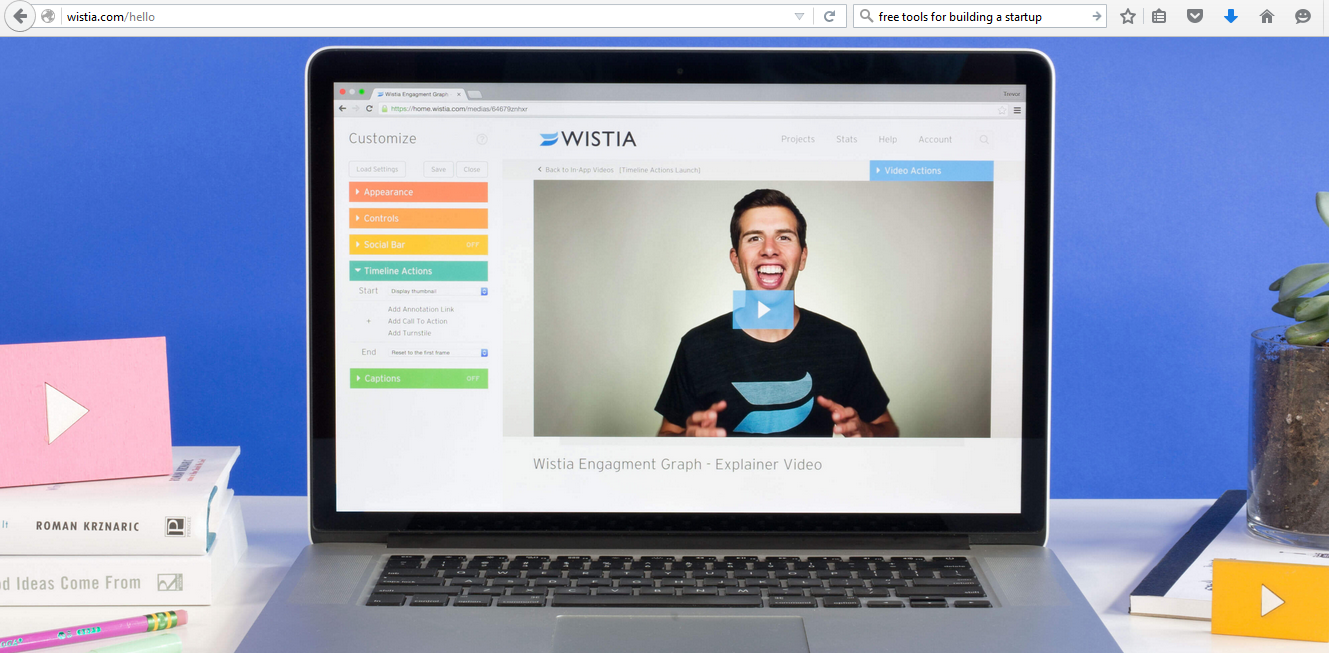 wistia.com/hello
free tools for building a startup
Wistia Engagment Graph
Trevor
https://home.wistia.com/medias/64679znhxr
Customize
?
WISTIA
Projects
Stats
Help
Account
Load Settings
Save
Close
Back to In-App Videos [Timeline Actions Launch]
Video Actions
Appearance
Controls
Social Bar OFF
Timeline Actions
Start Display thumbnail
Add Annotation Link
+ Add Call To Action
Add Turnstile
End Reset to the first frame
Captions OFF
Wistia Engagment Graph - Explainer Video
ROMAN KRZNARIC
P
d Ideas Come From